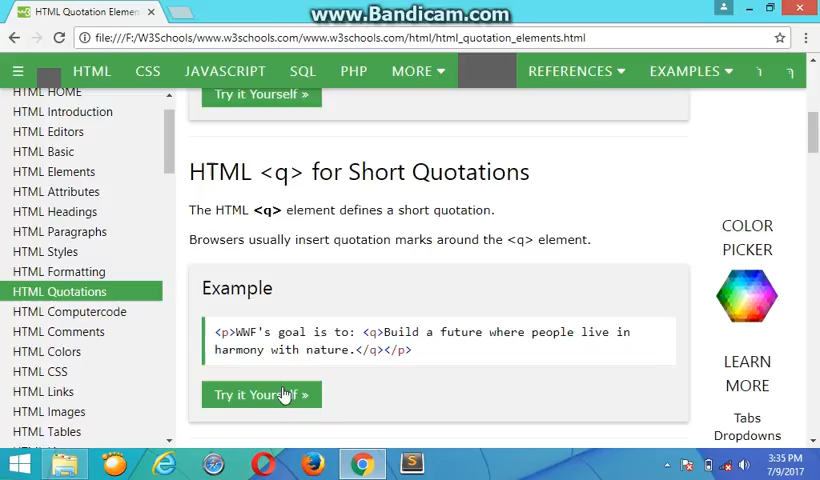 HTML Quotation Elemen
www.Bandicam.com
file:///F:/W3Schools/www.w3schools.com/www.w3schools.com/html/html_quotation_elements.html
HTML CSS JAVASCRIPT SQL PHP MORE REFERENCES EXAMPLES
HTML HOME
HTML Introduction
HTML Editors
HTML Basic
HTML Elements
HTML Attributes
HTML Headings
HTML Paragraphs
HTML Styles
HTML Formatting
HTML Quotations
HTML Computercode
HTML Comments
HTML Colors
HTML CSS
HTML Links
HTML Images
HTML Tables
Try it Yourself »
HTML <q> for Short Quotations
The HTML <q> element defines a short quotation.
Browsers usually insert quotation marks around the <q> element.
Example
<p>WWF's goal is to: <q>Build a future where people live in
harmony with nature.</q></p>
Try it Yourself »
COLOR
PICKER
LEARN
MORE
Tabs
Dropdowns
3:35 PM
7/9/2017